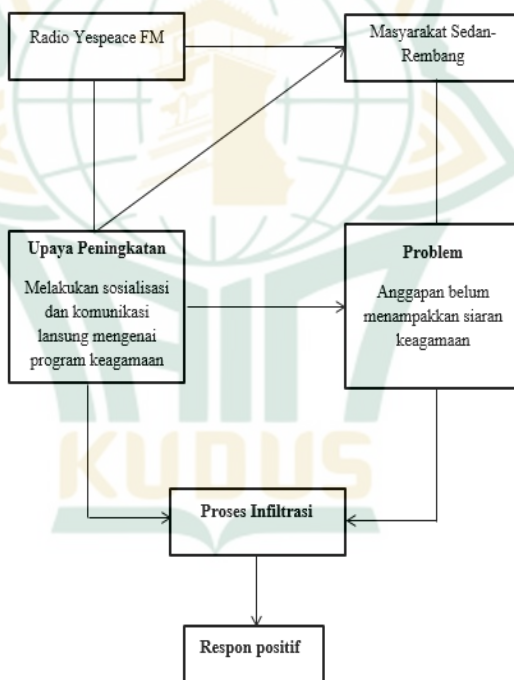 Radio Yespeace FM
Masyarakat Sedan-
Rembang
Upaya Peningkatan
Melakukan sosialisasi
dan komunikasi
lansung mengenai
program keagamaan
Problem
Anggapan belum
menampakkan siaran
keagamaan
KUDUS
Proses Infiltrasi
Respon positif